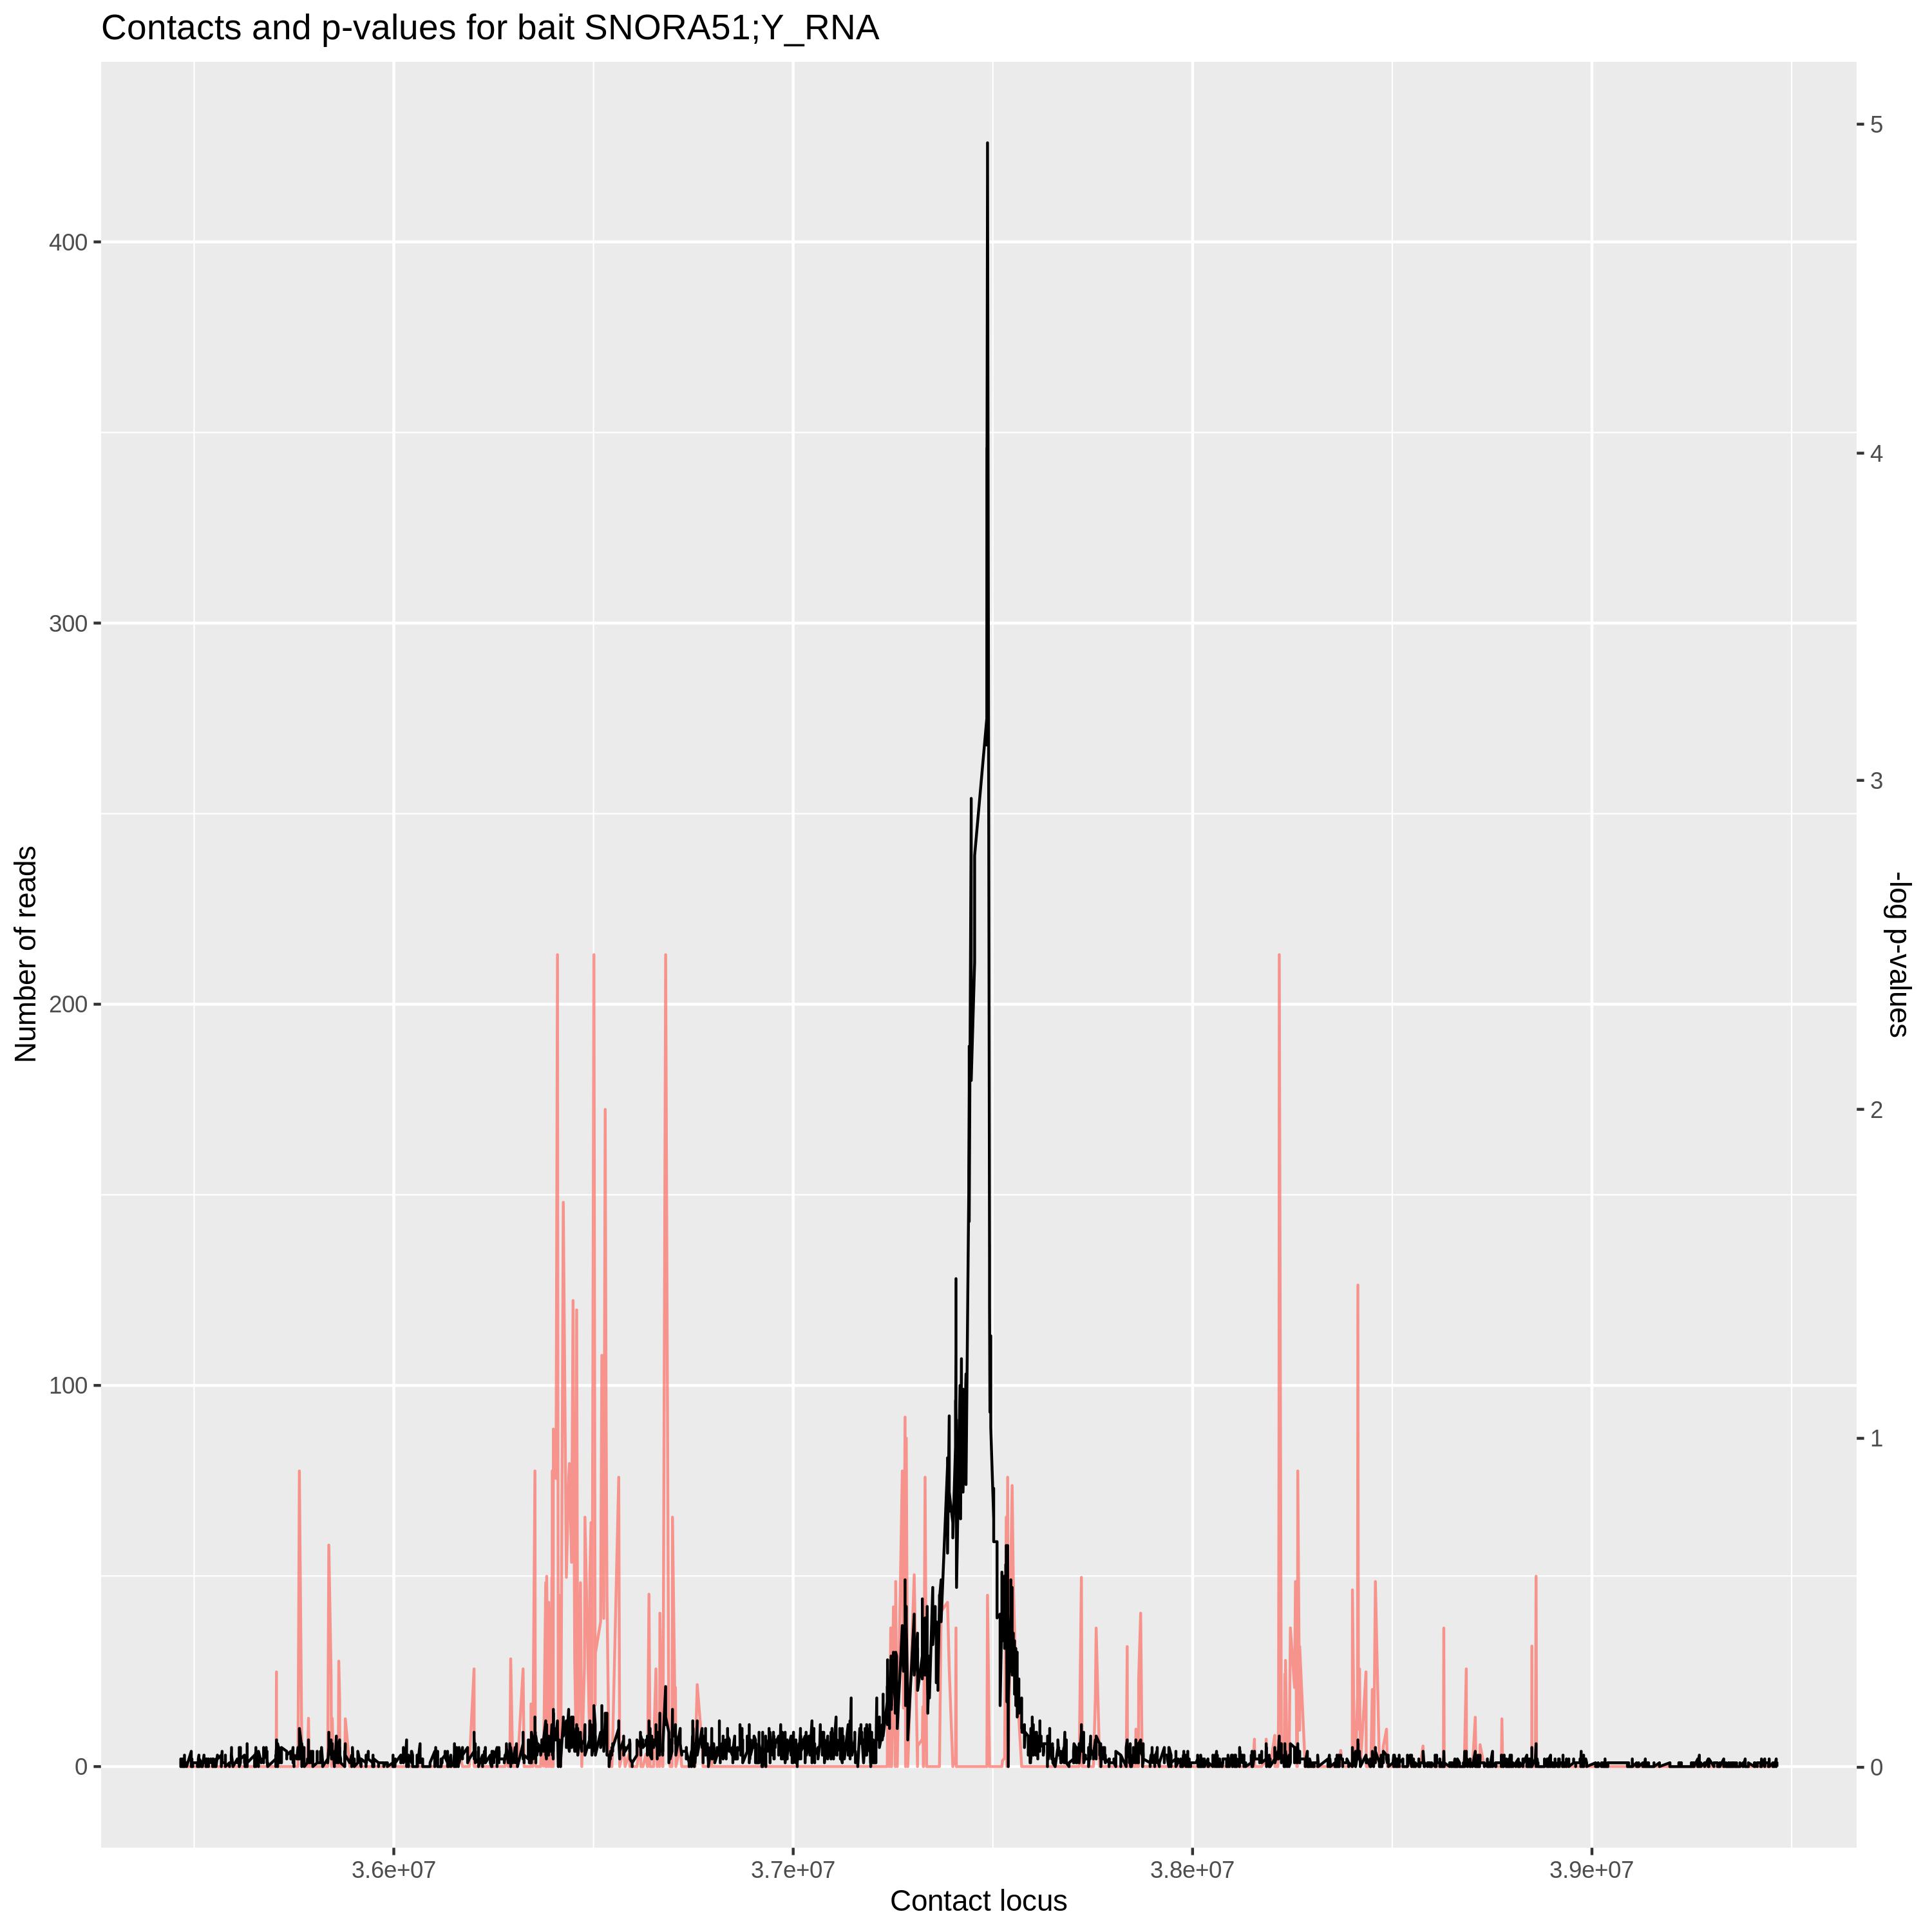 Contacts and p-values for bait SNORA51;Y_RNA
Number of reads
400
300
200
100
0
5
4
3
2
1
0
-log p-values
3.6e+07 3.7e+07 3.8e+07 3.9e+07
Contact locus